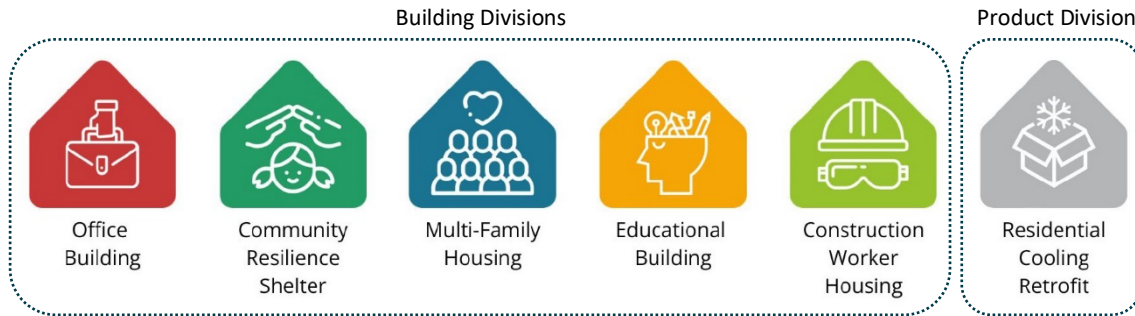 Building Divisions
Product Division
Office
Building
Community
Resilience
Shelter
Multi-Family
Housing
Educational
Building
Construction
Worker
Housing
Residential
Cooling
Retrofit